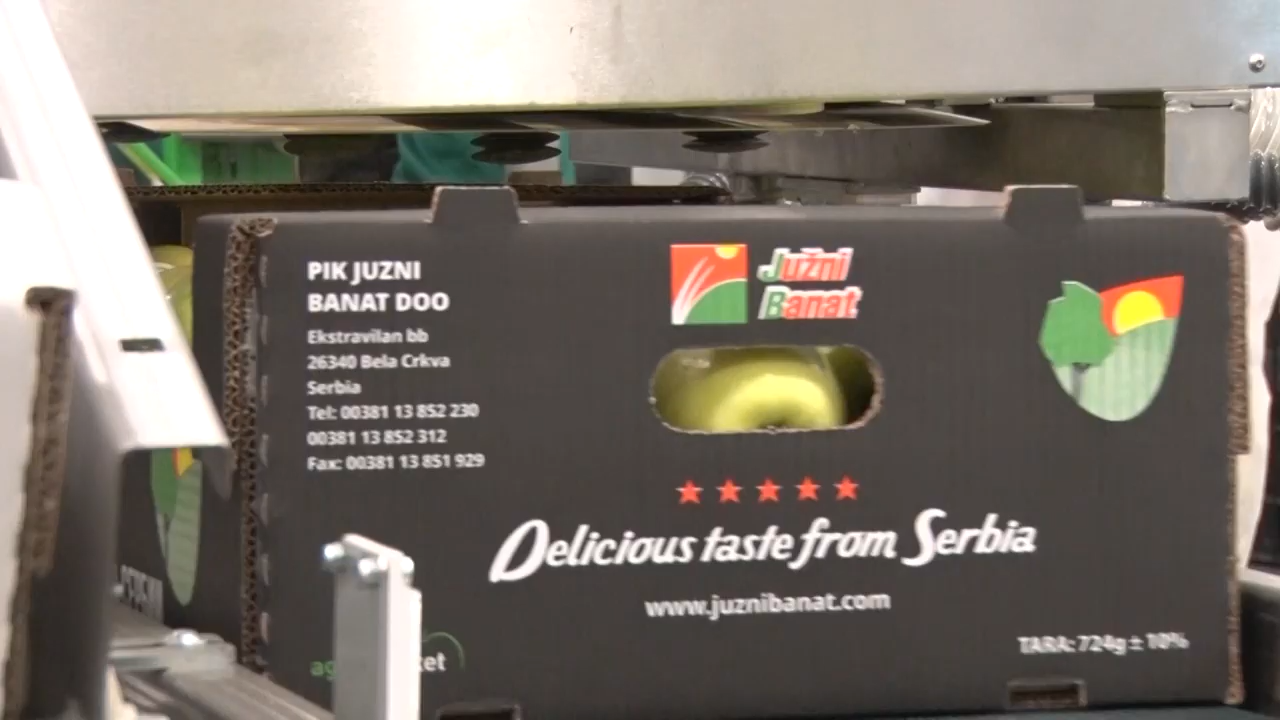 PIK JUZNI
BANAT DOO
Ekstravilan bb
26340 Bela Crkva
Serbia
Tel: 00381 13 852 230
00381 13 852 312
Fax: 00381 13 851 929
Južni
Banat
Delicious taste from Serbia
www.juznibanat.com
TARA: 724g ± 10%